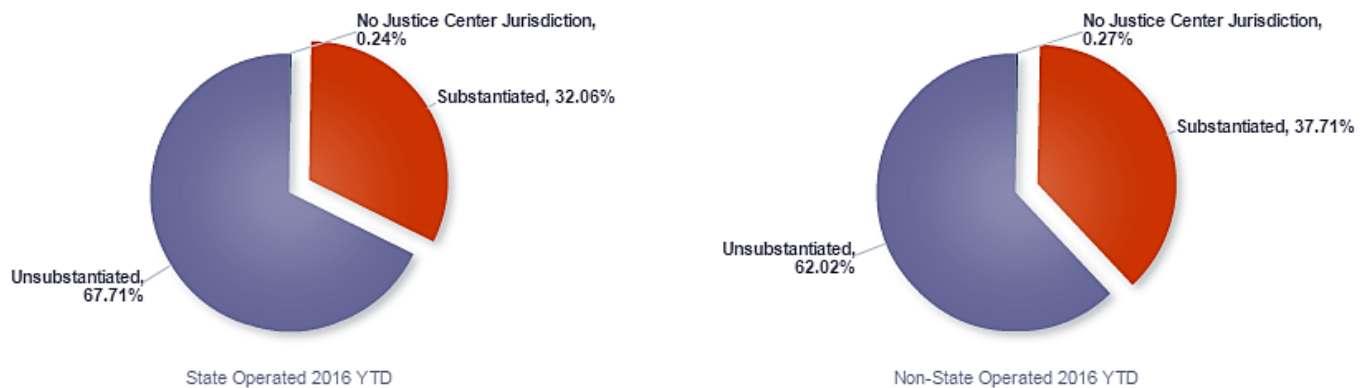 No Justice Center Jurisdiction,
0.24%
Substantiated, 32.06%
Unsubstantiated,
67.71%
State Operated 2016 YTD
No Justice Center Jurisdiction,
0.27%
Substantiated, 37.71%
Unsubstantiated,
62.02%
Non-State Operated 2016 YTD